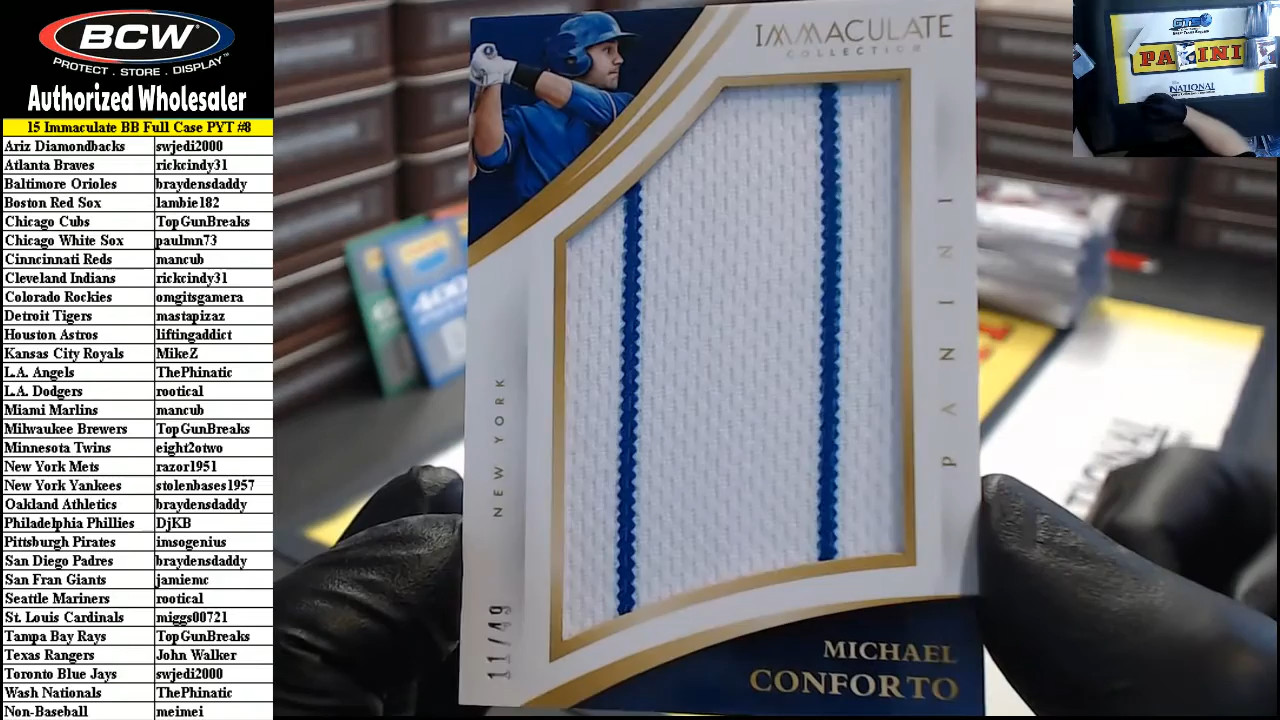 BCW
PROTECT . STORE . DISPLAY
Authorized Wholesaler
15 Immaculate BB Full Case PYT #8
Ariz Diamondbacks swjedi2000
Atlanta Braves rickcindy31
Baltimore Orioles braydensdaddy
Boston Red Sox lambie182
Chicago Cubs TopGunBreaks
Chicago White Sox paulmn73
Cinncinnati Reds mancub
Cleveland Indians rickcindy31
Colorado Rockies omgitsgamera
Detroit Tigers mastapizaz
Houston Astros liftingaddict
Kansas City Royals MikeZ
L.A. Angels ThePhinatic
L.A. Dodgers rootical
Miami Marlins mancub
Milwaukee Brewers TopGunBreaks
Minnesota Twins eight2otwo
New York Mets razor1951
New York Yankees stolenbases1957
Oakland Athletics braydensdaddy
Philadelphia Phillies DjKB
Pittsburgh Pirates imsogenius
San Diego Padres braydensdaddy
San Fran Giants jamiemc
Seattle Mariners rootical
St. Louis Cardinals miggs00721
Tampa Bay Rays TopGunBreaks
Texas Rangers John Walker
Toronto Blue Jays swjedi2000
Wash Nationals ThePhinatic
Non-Baseball meimei
IMMACULATE
COLLECTION
PANINI
NEW YORK
11/49
MICHAEL
CONFORTO
GTS
PANINI
NATIONAL